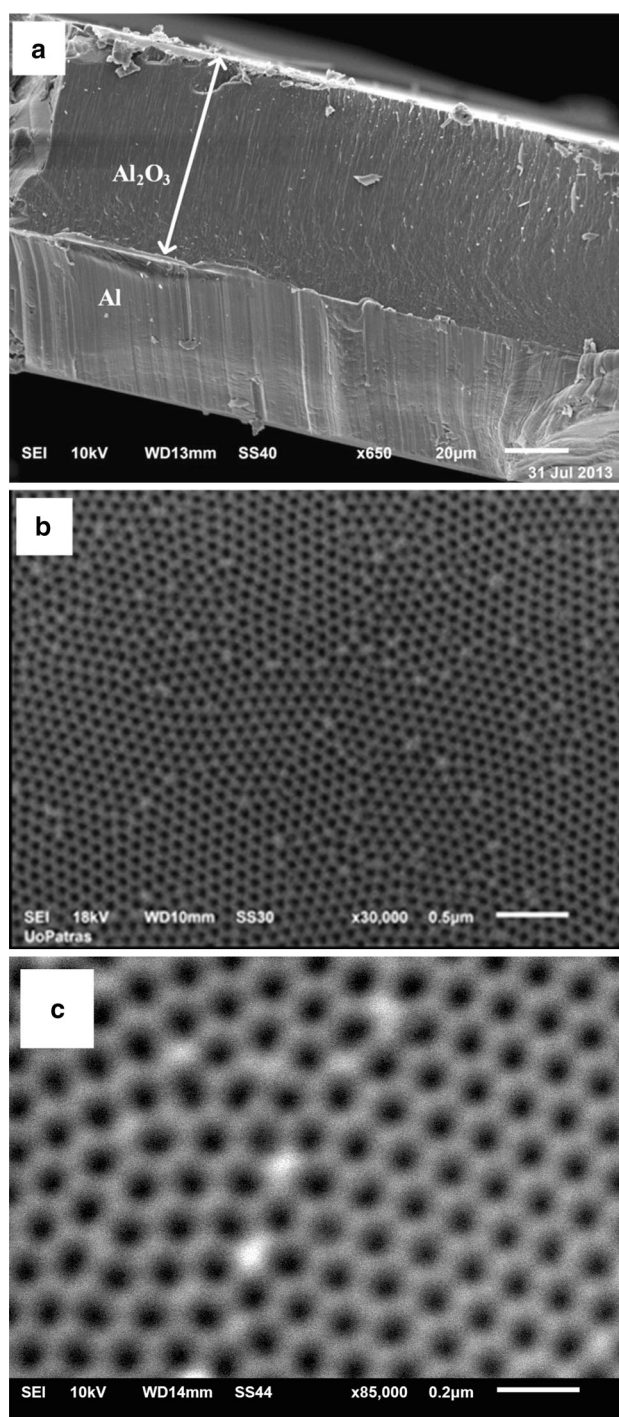 a
Al₂O₃
Al
SEI 10kV WD13mm SS40 x650 20µm
31 Jul 2013
b
SEI 18kV WD10mm SS30 x30,000 0.5µm
UoPatras
c
SEI 10kV WD14mm SS44 x85,000 0.2µm